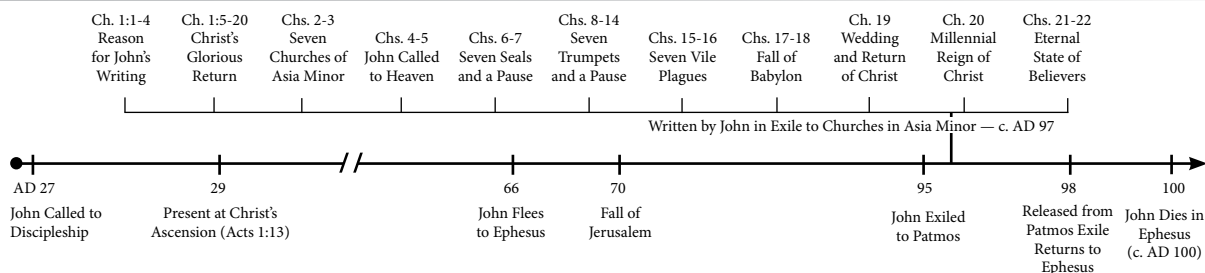 Ch. 1:1-4
Reason
for John's
Writing
Ch. 1:5-20
Christ's
Glorious
Return
Chs. 2-3
Seven
Churches of
Asia Minor
Chs. 4-5
John Called
to Heaven
Chs. 6-7
Seven Seals
and a Pause
Chs. 8-14
Seven
Trumpets
and a Pause
Chs. 15-16
Seven Vile
Plagues
Chs. 17-18
Fall of
Babylon
Ch. 19
Wedding
and Return
of Christ
Ch. 20
Millennial
Reign of
Christ
Chs. 21-22
Eternal
State of
Believers
Written by John in Exile to Churches in Asia Minor — c. AD 97
AD 27
John Called to
Discipleship
29
Present at Christ's
Ascension (Acts 1:13)
66
John Flees
to Ephesus
70
Fall of
Jerusalem
95
John Exiled
to Patmos
98
Released from
Patmos Exile
Returns to
Ephesus
100
John Dies in
Ephesus
(c. AD 100)